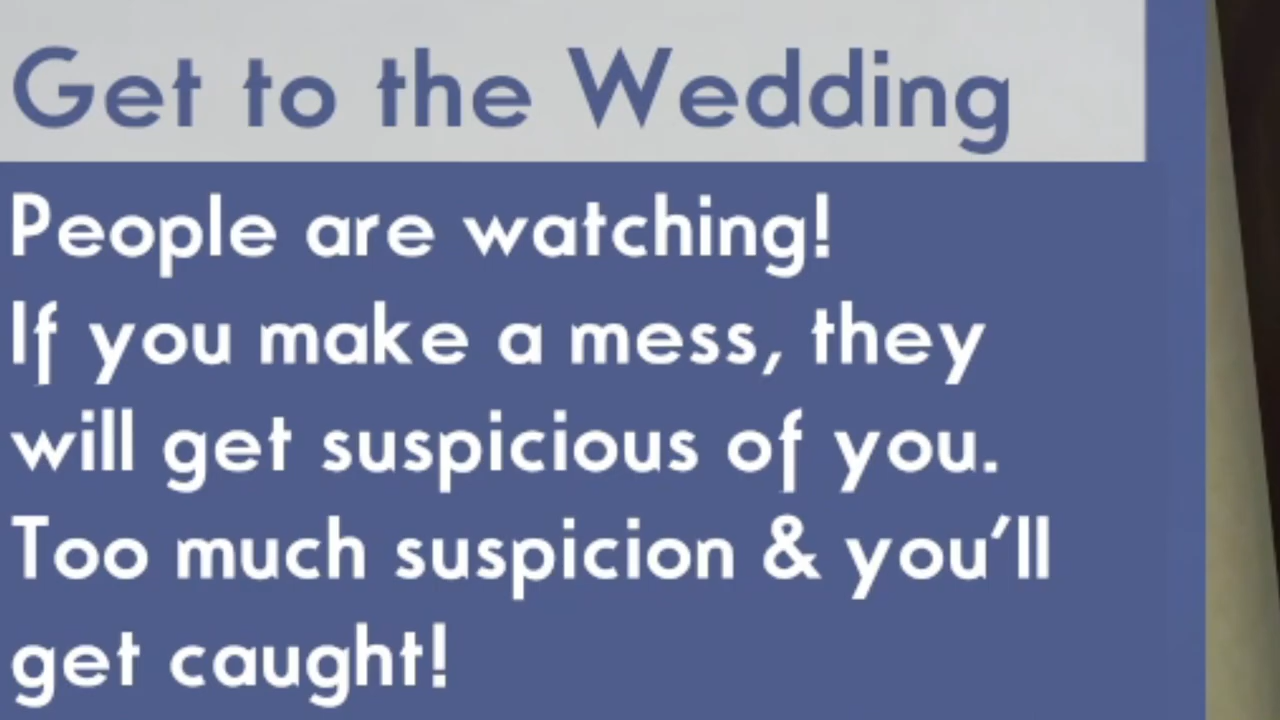 Get to the Wedding
People are watching!
If you make a mess, they
will get suspicious of you.
Too much suspicion & you'll
get caught!